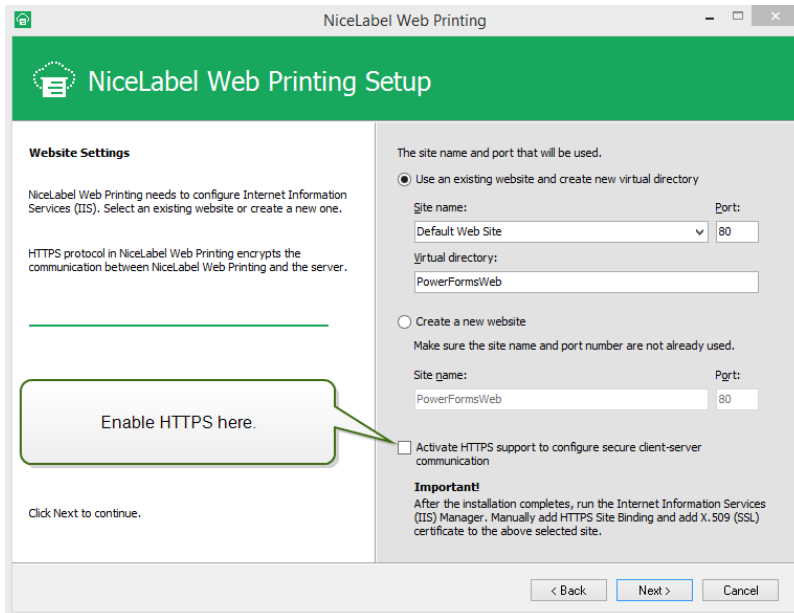 NiceLabel Web Printing
NiceLabel Web Printing Setup
Website Settings
NiceLabel Web Printing needs to configure Internet Information
Services (IIS). Select an existing website or create a new one.
HTTPS protocol in NiceLabel Web Printing encrypts the
communication between NiceLabel Web Printing and the server.
Enable HTTPS here.
Click Next to continue.
The site name and port that will be used.
Use an existing website and create new virtual directory
Site name: Port:
Default Web Site 80
Virtual directory:
PowerFormsWeb
Create a new website
Make sure the site name and port number are not already used.
Site name: Port:
PowerFormsWeb 80
Activate HTTPS support to configure secure client-server
communication
Important!
After the installation completes, run the Internet Information Services
(IIS) Manager. Manually add HTTPS Site Binding and add X.509 (SSL)
certificate to the above selected site.
< Back Next > Cancel